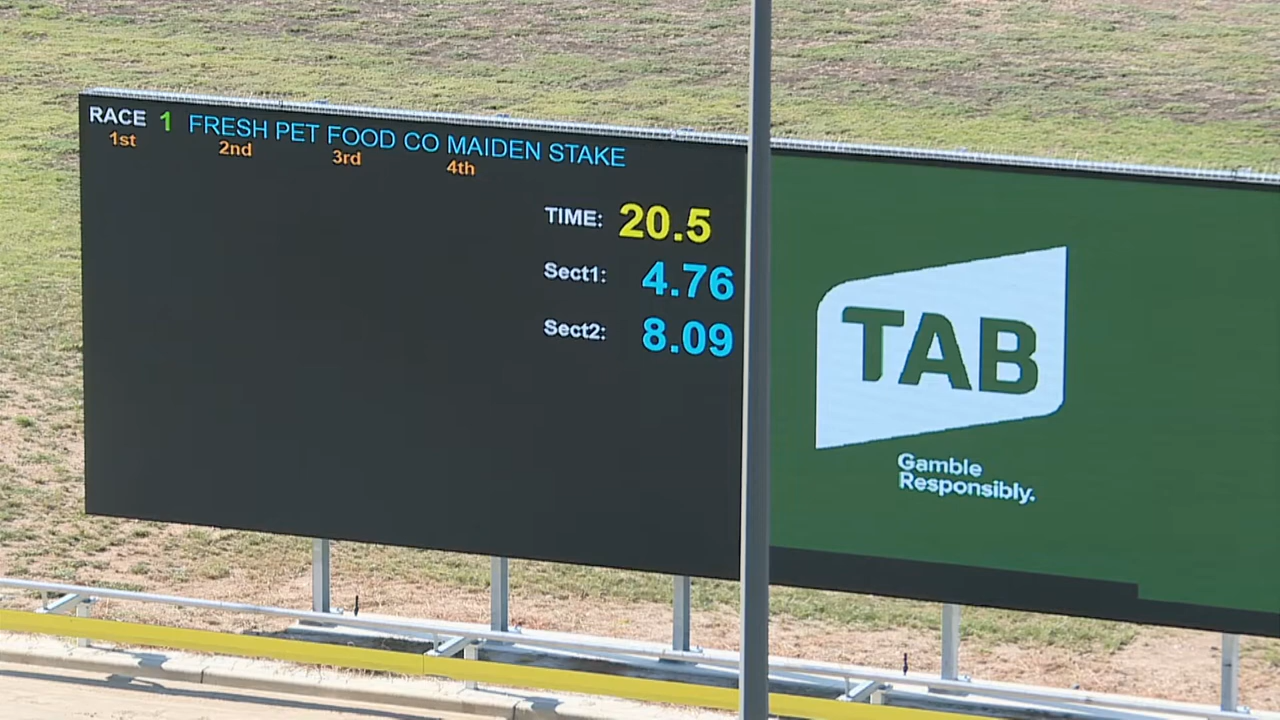 RACE 1 FRESH PET FOOD CO MAIDEN STAKE
1st 2nd 3rd 4th
TIME: 20.5
Sect1: 4.76
Sect2: 8.09
TAB
Gamble
Responsibly.